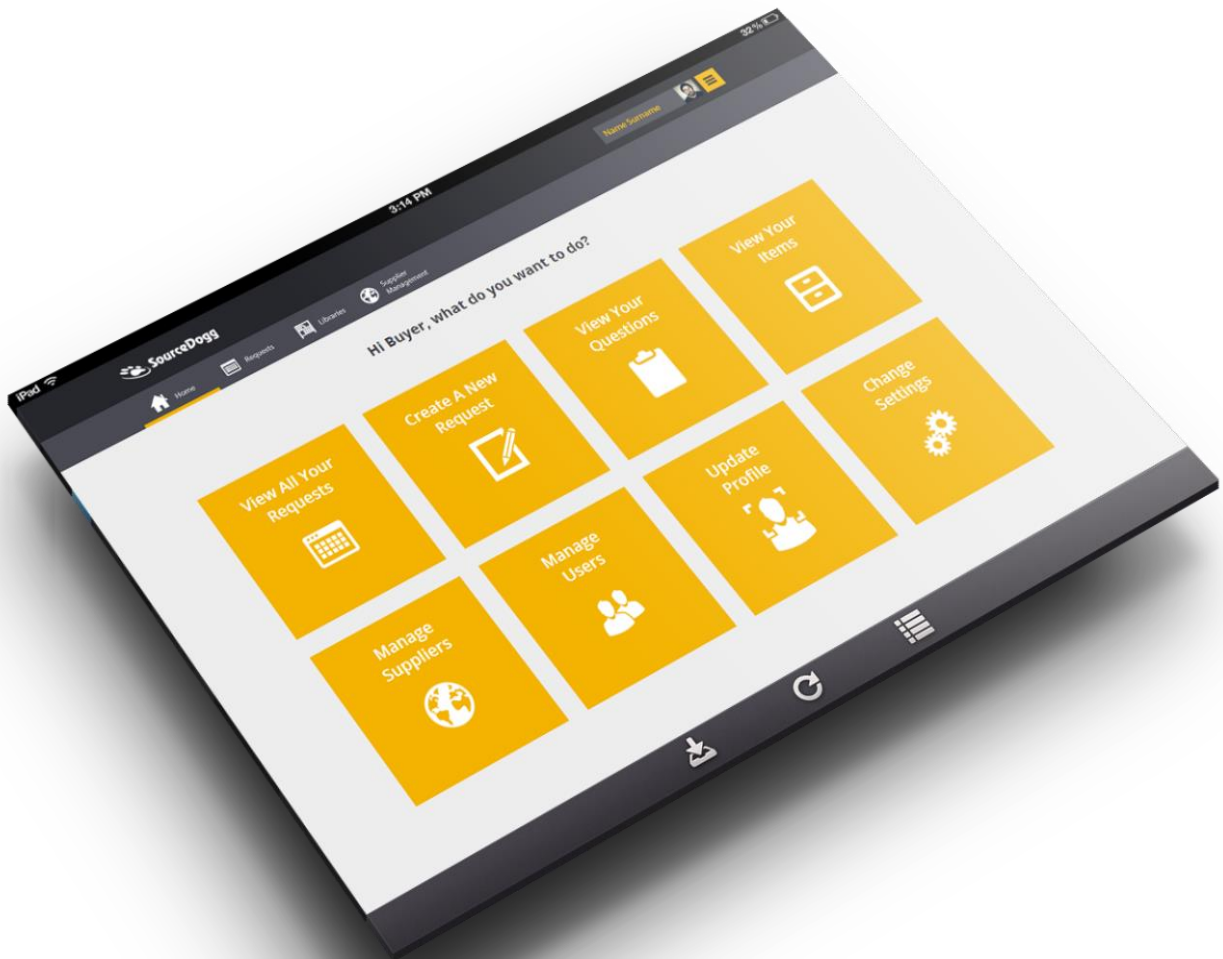 iPad
3:14 PM
32%
SourceDogg
Name Surname
Home
Requests
Libraries
Supplier
Management
Hi Buyer, what do you want to do?
View All Your
Requests
Create A New
Request
View Your
Questions
View Your
Items
Manage
Suppliers
Manage
Users
Update
Profile
Change
Settings